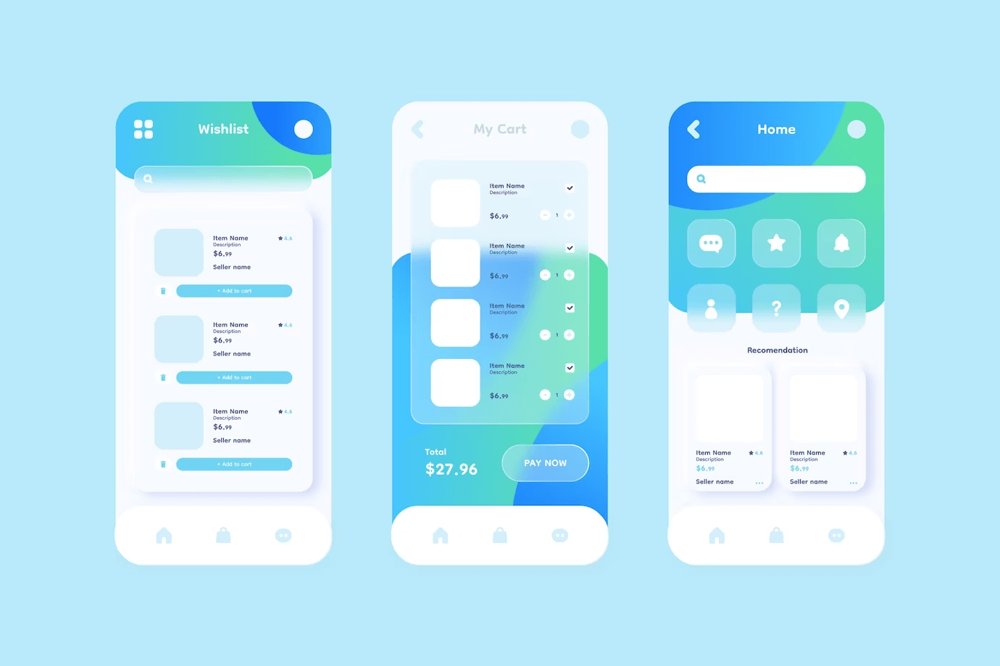 Wishlist
Item Name
★ 4.6
Description
$6.99
Seller name
+ Add to cart
Item Name
★ 4.6
Description
$6.99
Seller name
+ Add to cart
Item Name
★ 4.6
Description
$6.99
Seller name
+ Add to cart
My Cart
Item Name
Description
$6.99
− 1 +
Item Name
Description
$6.99
− 1 +
Item Name
Description
$6.99
− 1 +
Item Name
Description
$6.99
− 1 +
Total
$27.96
PAY NOW
Home
?
Recomendation
Item Name
★ 4.6
Description
$6.99
Seller name
...
Item Name
★ 4.6
Description
$6.99
Seller name
...